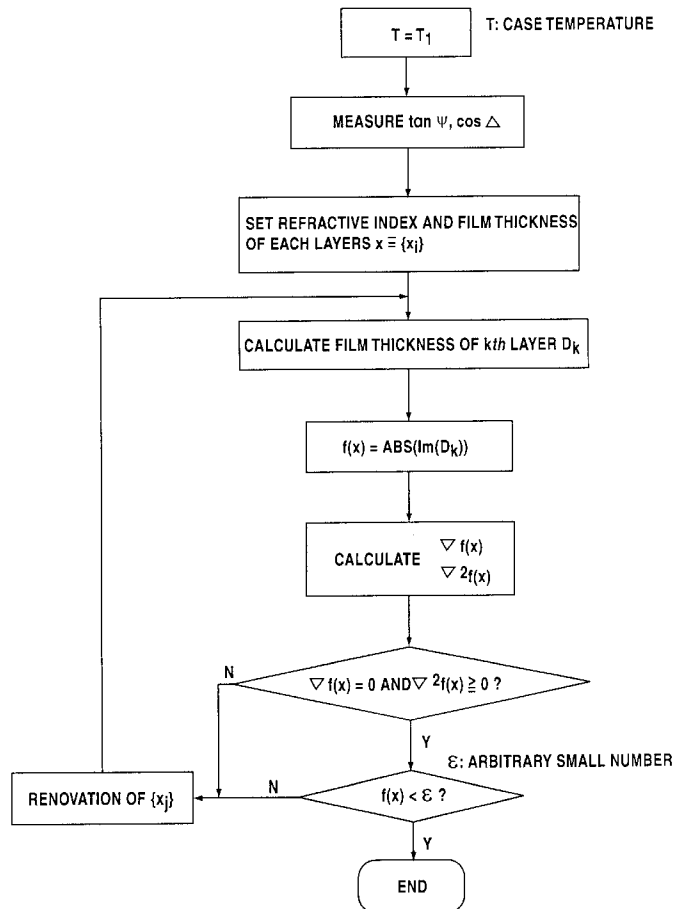 T = T1
T: CASE TEMPERATURE
MEASURE tan Ψ, cos △
SET REFRACTIVE INDEX AND FILM THICKNESS
OF EACH LAYERS x ≡ {xi}
CALCULATE FILM THICKNESS OF kth LAYER Dk
f(x) = ABS(Im(Dk))
CALCULATE ▽ f(x)
▽ 2f(x)
▽ f(x) = 0 AND ▽ 2f(x) ≧ 0 ?
N
Y
ε: ARBITRARY SMALL NUMBER
RENOVATION OF {xj}
N
f(x) < ε ?
Y
END